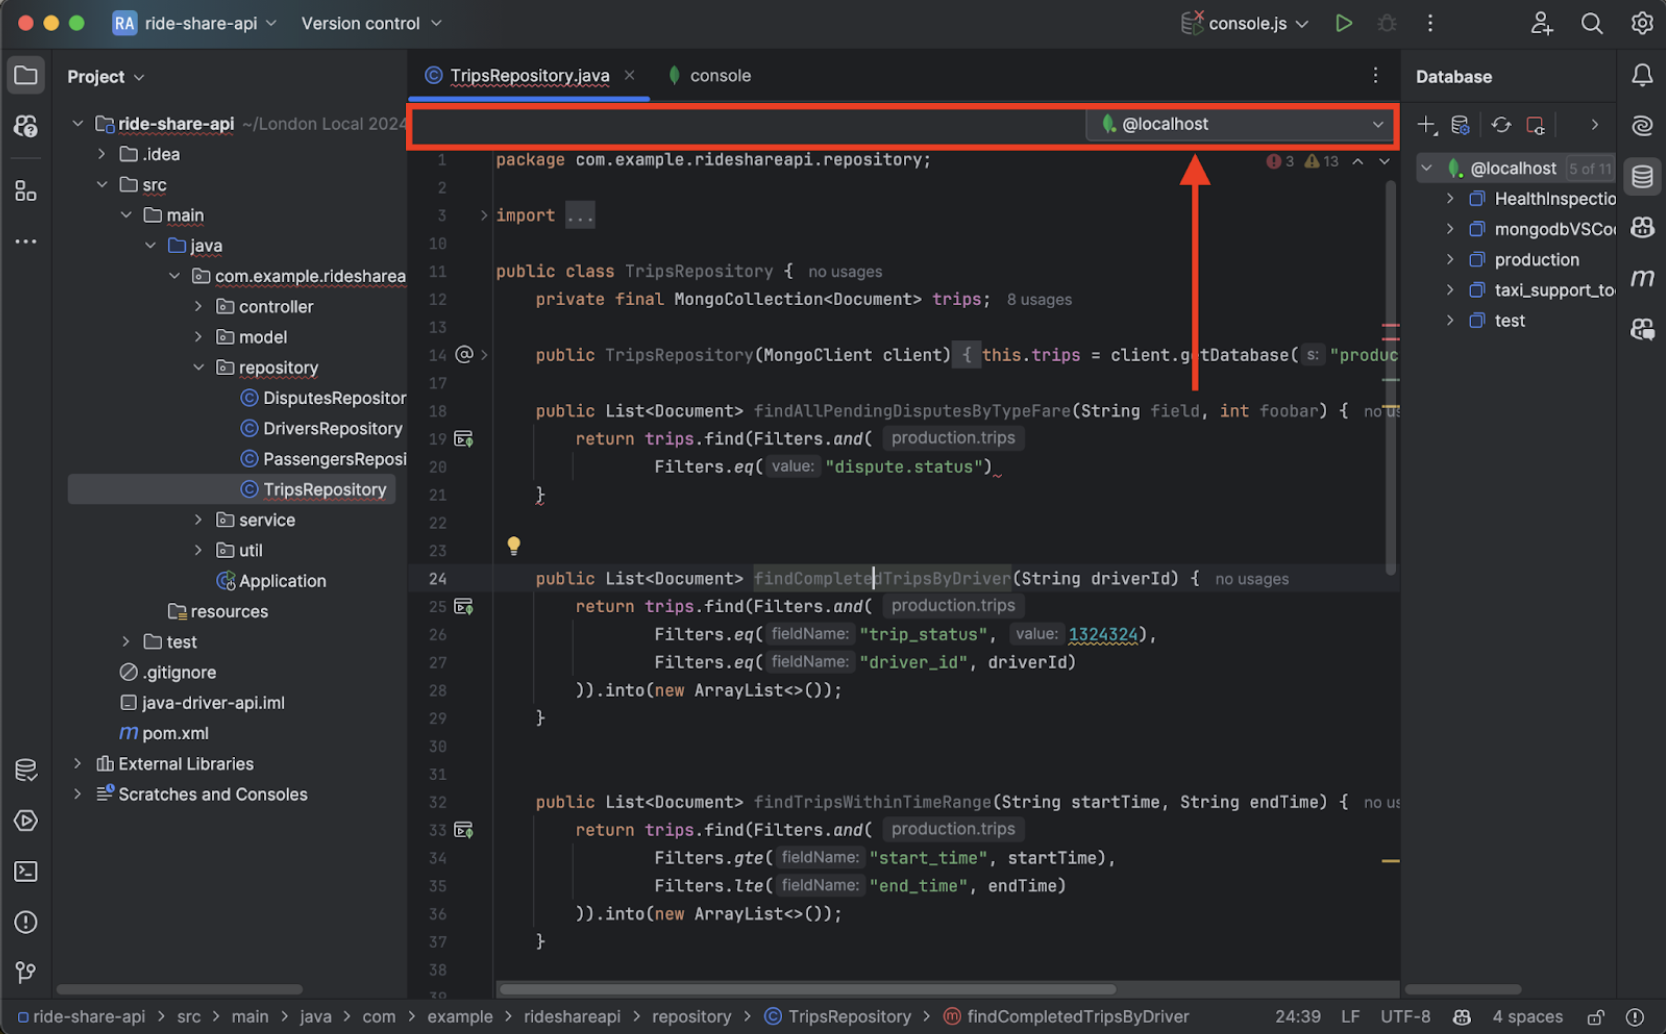 RA ride-share-api Version control console.js
Project
ride-share-api ~/London Local 2024
.idea
src
main
java
com.example.ridesharea
controller
model
repository
DisputesRepositor
DriversRepository
PassengersReposi
TripsRepository
service
util
Application
resources
test
.gitignore
java-driver-api.iml
m pom.xml
External Libraries
Scratches and Consoles
TripsRepository.java × console
@localhost
3 13
1 package com.example.rideshareapi.repository;
2
3 import ...
10
11 public class TripsRepository { no usages
12 private final MongoCollection<Document> trips; 8 usages
13
14 @ public TripsRepository(MongoClient client) { this.trips = client.getDatabase( s: "produc
17
18 public List<Document> findAllPendingDisputesByTypeFare(String field, int foobar) { no us
19 return trips.find(Filters.and( production.trips
20 Filters.eq( value: "dispute.status")
21 }
22
23
24 public List<Document> findCompletedTripsByDriver(String driverId) { no usages
25 return trips.find(Filters.and( production.trips
26 Filters.eq( fieldName: "trip_status", value: 1324324),
27 Filters.eq( fieldName: "driver_id", driverId)
28 )).into(new ArrayList<>());
29 }
30
31
32 public List<Document> findTripsWithinTimeRange(String startTime, String endTime) { no us
33 return trips.find(Filters.and( production.trips
34 Filters.gte( fieldName: "start_time", startTime),
35 Filters.lte( fieldName: "end_time", endTime)
36 )).into(new ArrayList<>());
37 }
38
39
Database
@localhost 5 of 11
HealthInspectio
mongodbVSCo
production
taxi_support_to
test
m
ride-share-api > src > main > java > com > example > rideshareapi > repository > TripsRepository > m findCompletedTripsByDriver 24:39 LF UTF-8 4 spaces